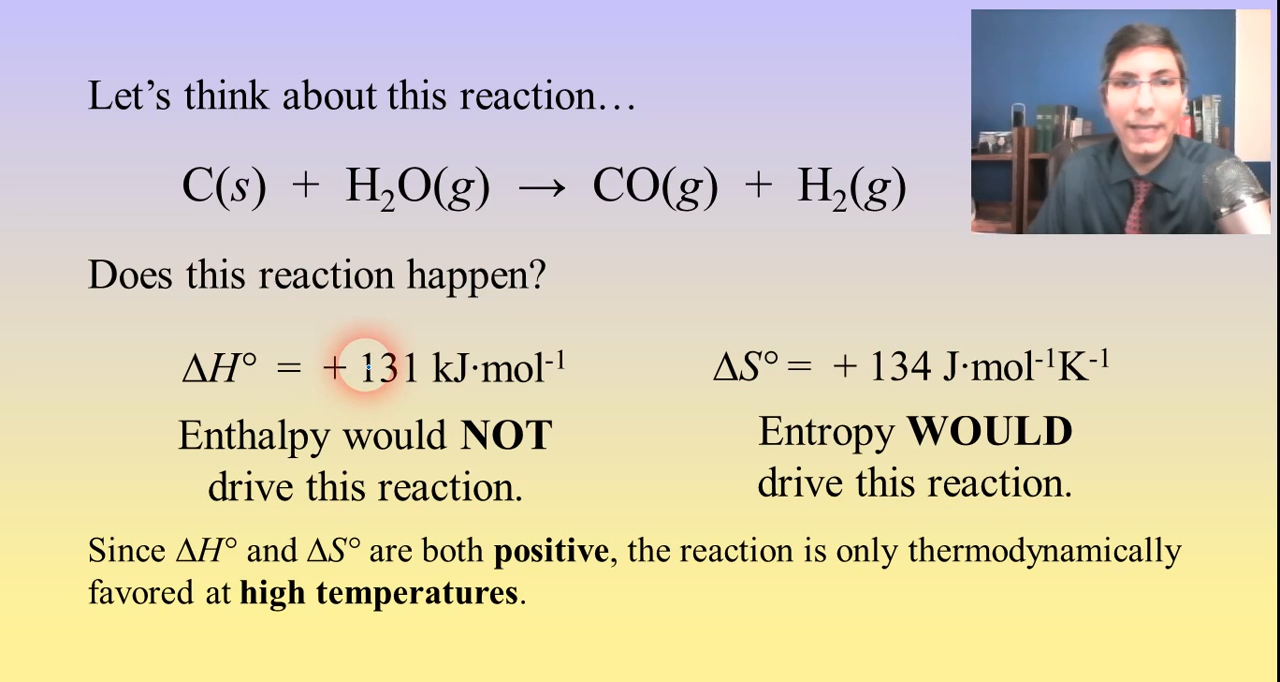 Let's think about this reaction…
C(s) + H₂O(g) → CO(g) + H₂(g)
Does this reaction happen?
ΔH° = + 131 kJ·mol⁻¹
Enthalpy would NOT
drive this reaction.
ΔS° = + 134 J·mol⁻¹K⁻¹
Entropy WOULD
drive this reaction.
Since ΔH° and ΔS° are both positive, the reaction is only thermodynamically
favored at high temperatures.